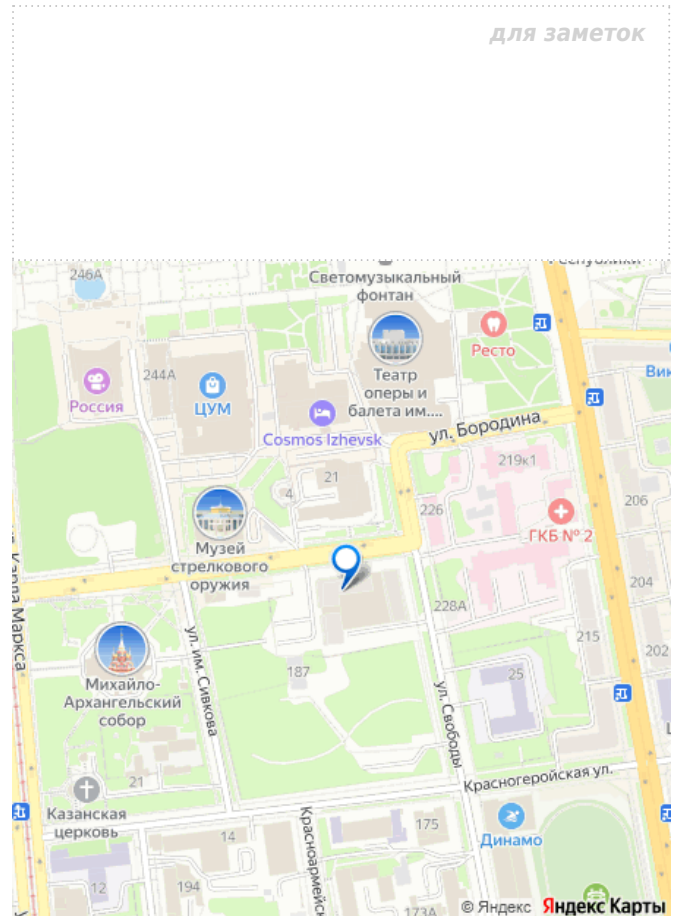 для заметок
246А
Светомузыкальный
фонтан
Ресто
Театр
оперы и
балета им....
244А
Россия
ЦУМ
Cosmos Izhevsk
ул. Бородина
21
4
219к1
226
ГКБ № 2
206
Музей
стрелкового
оружия
Карла Маркса
204
228А
215
202
ул. им. Сивкова
187
25
Михайло-
Архангельский
собор
ул. Свободы
21
Красногеройская ул.
Казанская
церковь
14
175
Динамо
12
194
173А
© Яндекс Яндекс Карты